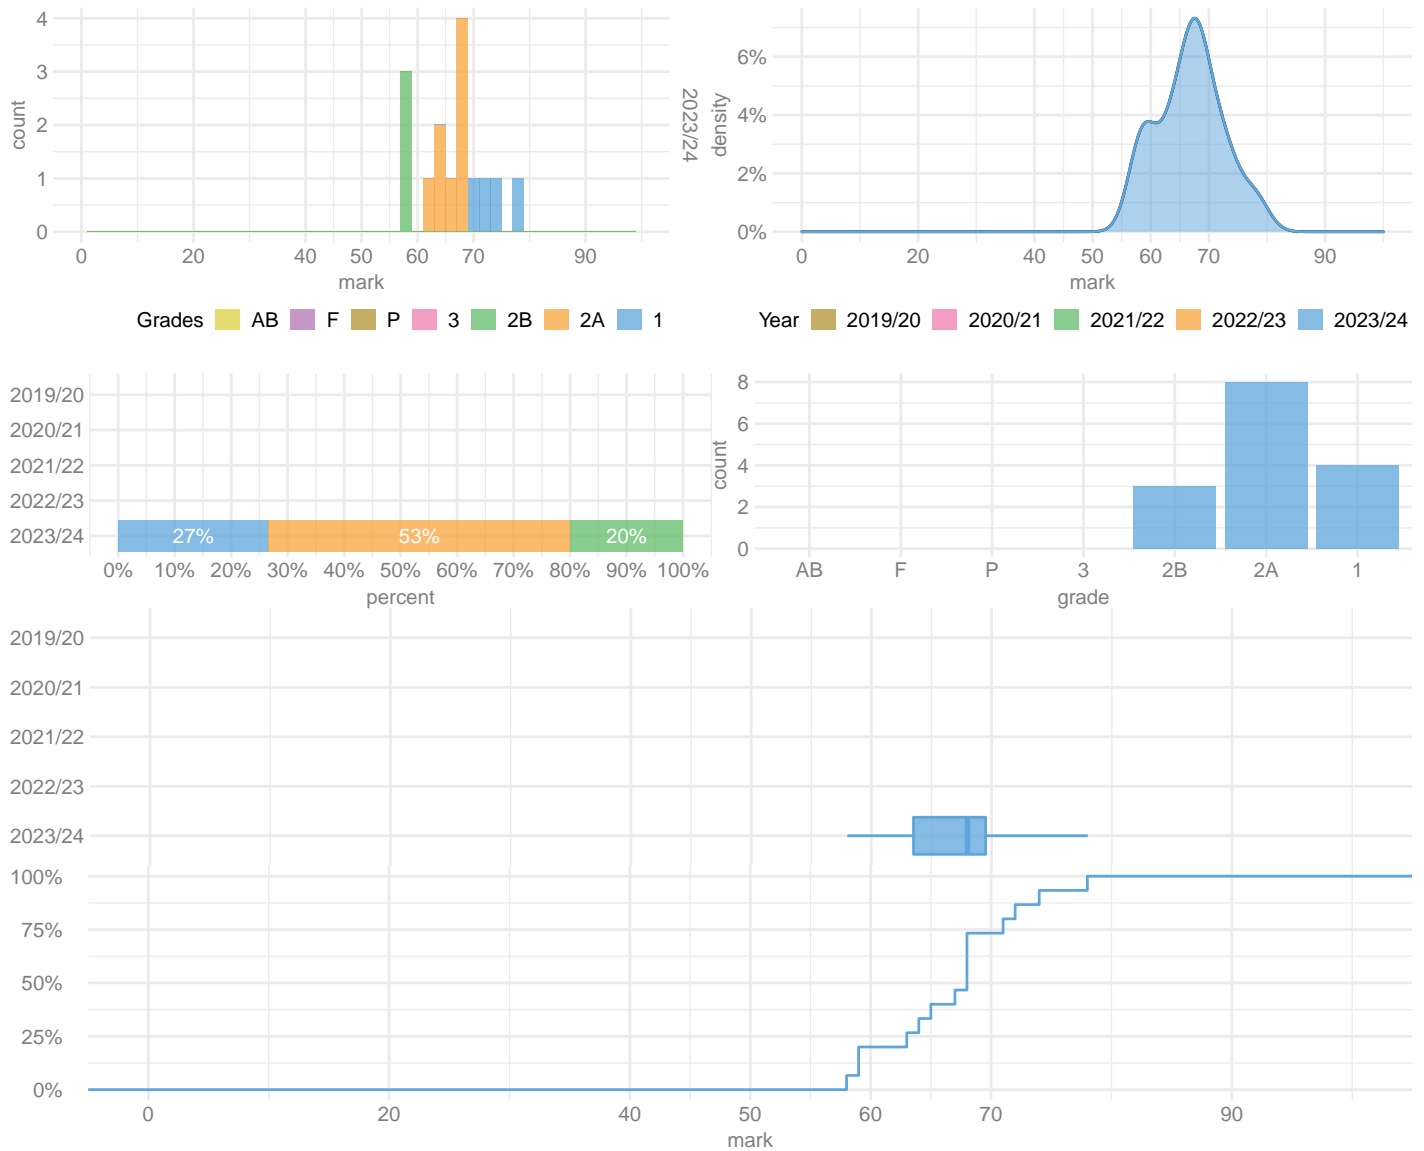 4
3
2
1
0
count
0 20 40 50 60 70 90
mark
2023/24
6%
4%
2%
0%
density
0 20 40 50 60 70 90
mark
Grades AB F P 3 2B 2A 1
Year 2019/20 2020/21 2021/22 2022/23 2023/24
2019/20
2020/21
2021/22
2022/23
2023/24
27% 53% 20%
0% 10% 20% 30% 40% 50% 60% 70% 80% 90% 100%
percent
8
6
4
2
0
count
AB F P 3 2B 2A 1
grade
2019/20
2020/21
2021/22
2022/23
2023/24
100%
75%
50%
25%
0%
0 20 40 50 60 70 90
mark